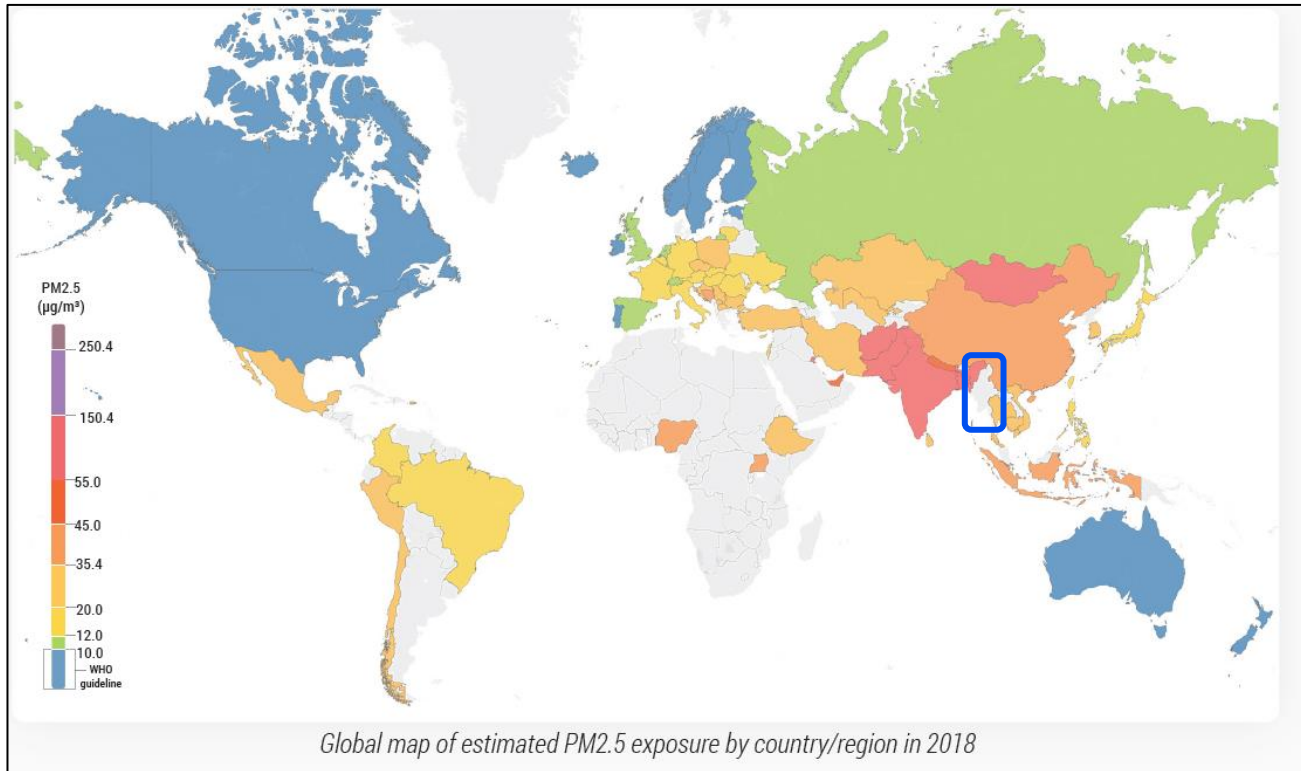 PM2.5
(µg/m³)
250.4
150.4
55.0
45.0
35.4
20.0
12.0
10.0
WHO
guideline
Global map of estimated PM2.5 exposure by country/region in 2018